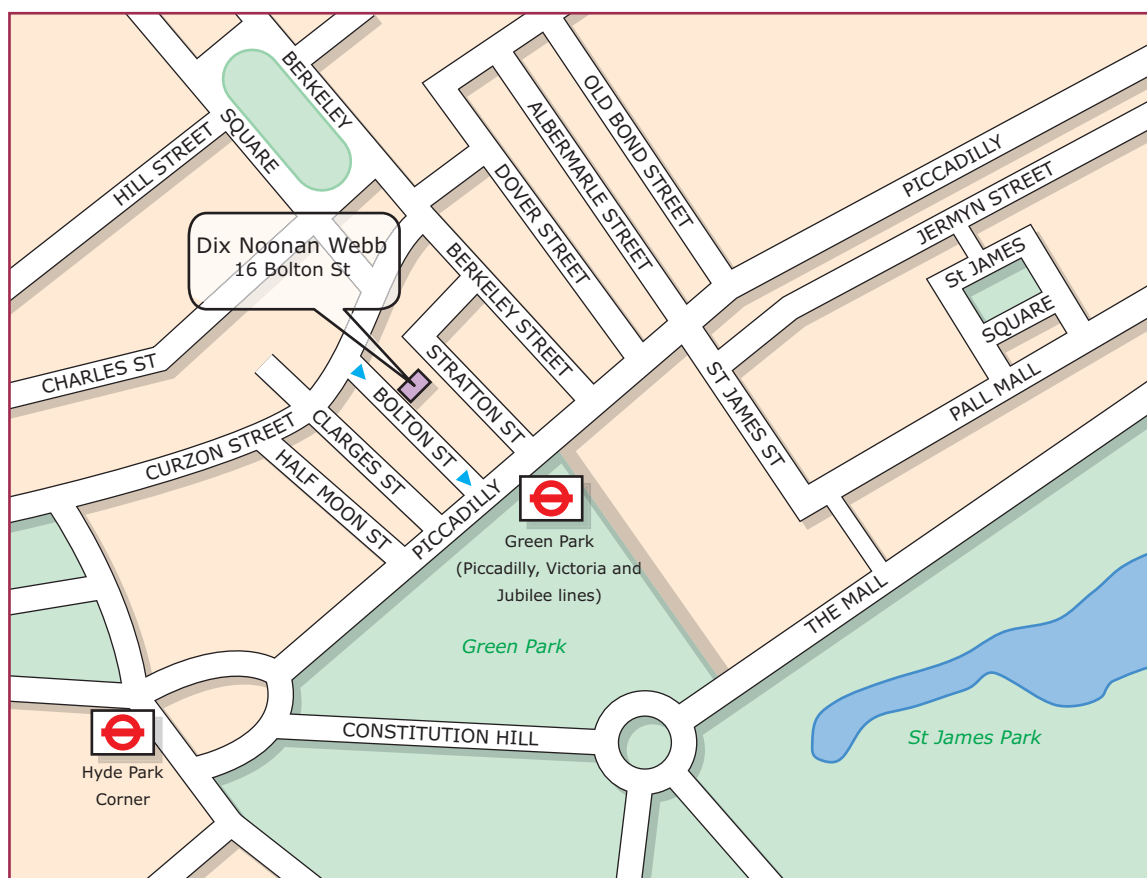 BERKELEY
SQUARE
HILL STREET
OLD BOND STREET
ALBERMARLE STREET
DOVER STREET
PICCADILLY
JERMYN STREET
St JAMES
SQUARE
Dix Noonan Webb
16 Bolton St
BERKELEY STREET
CHARLES ST
STRATTON ST
BOLTON ST
ST JAMES ST
PALL MALL
CURZON STREET
CLARGES ST
HALF MOON ST
PICCADILLY
Green Park
(Piccadilly, Victoria and
Jubilee lines)
THE MALL
Green Park
CONSTITUTION HILL
St James Park
Hyde Park
Corner